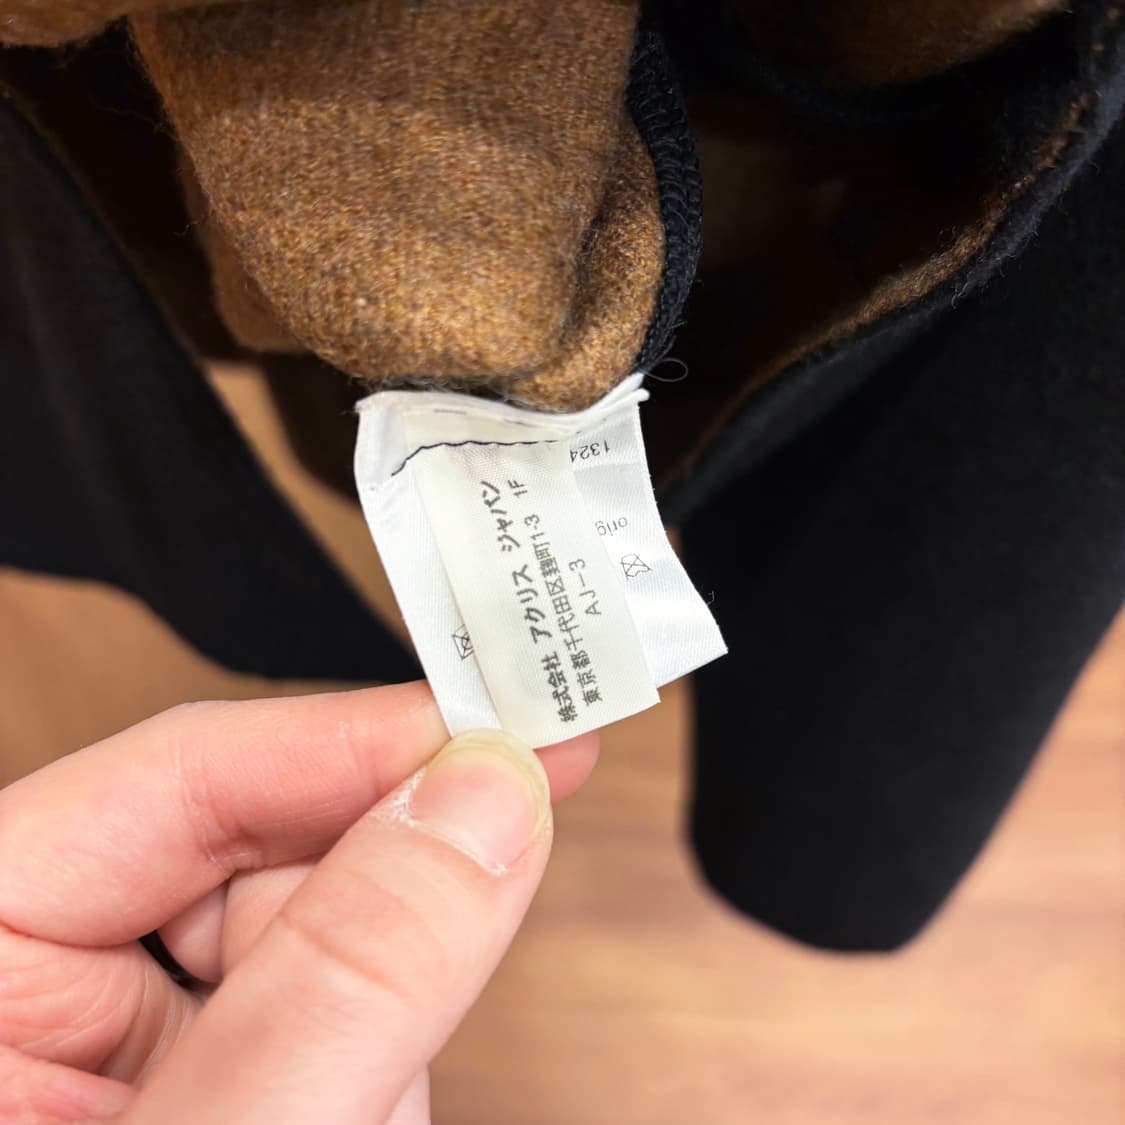 株式会社 アクリス ジャパン
東京都千代田区麹町1-3 1F
AJ-3
1324
orig